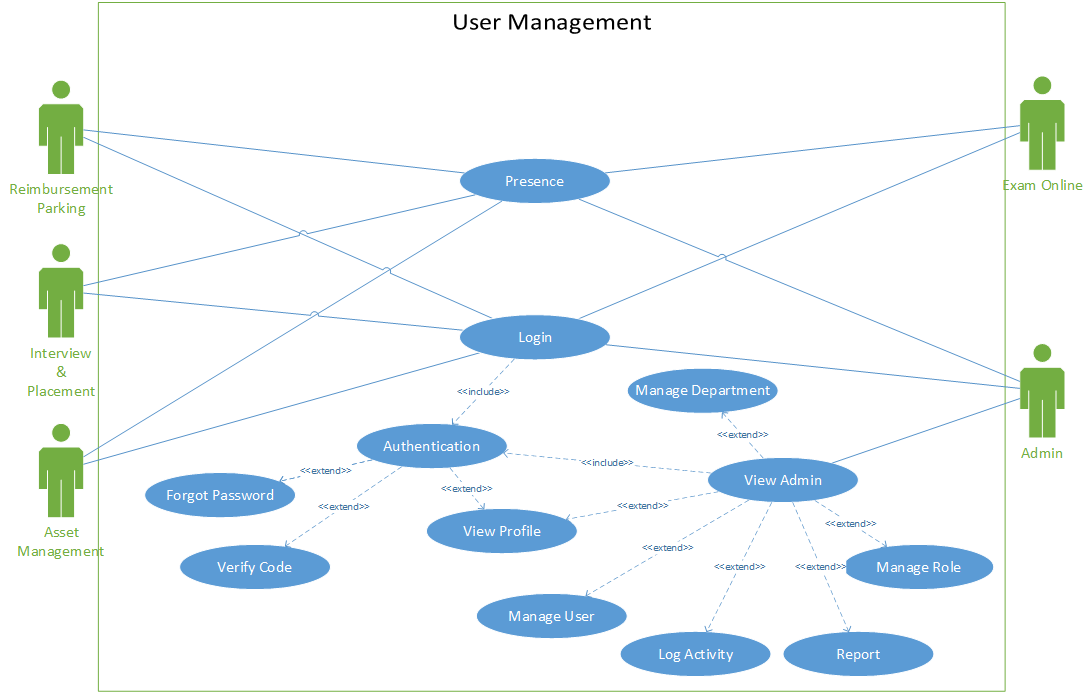 User Management
Presence
Reimbursement
Parking
Exam Online
Login
Interview
&
Placement
Manage Department
<<include>>
<<extend>>
Authentication
Admin
<<include>>
<<extend>>
View Admin
Forgot Password
<<extend>>
<<extend>>
<<extend>>
<<extend>>
View Profile
Asset
Management
<<extend>>
<<extend>>
<<extend>>
Verify Code
Manage Role
Manage User
Log Activity
Report